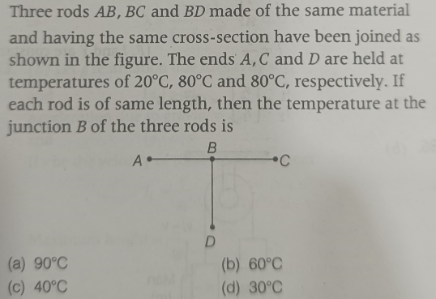 Three rods AB, BC and BD made of the same material
and having the same cross-section have been joined as
shown in the figure. The ends A, C and D are held at
temperatures of 20°C, 80°C and 80°C, respectively. If
each rod is of same length, then the temperature at the
junction B of the three rods is
B
A C
D
(a) 90°C (b) 60°C
(c) 40°C (d) 30°C